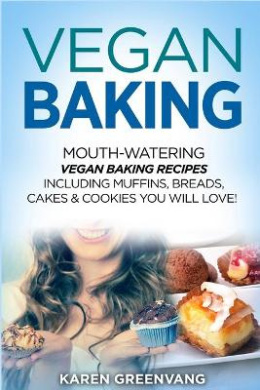 VEGAN
BAKING
MOUTH-WATERING
VEGAN BAKING RECIPES
INCLUDING MUFFINS, BREADS,
CAKES & COOKIES YOU WILL LOVE!
KAREN GREENVANG